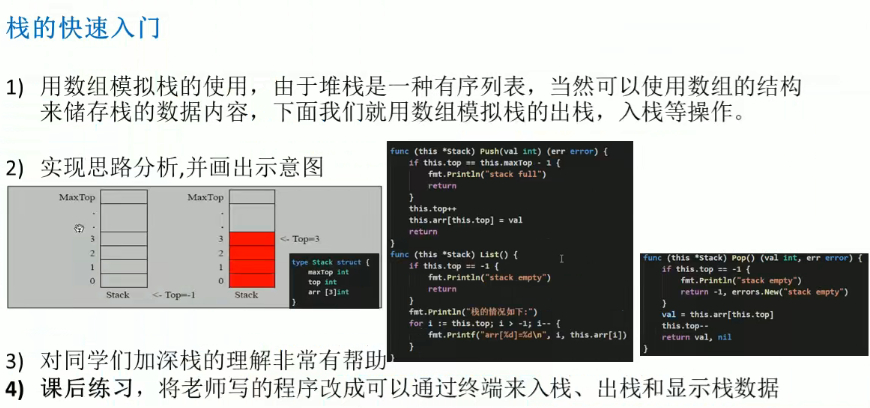 栈的快速入门
1) 用数组模拟栈的使用，由于堆栈是一种有序列表，当然可以使用数组的结构
来储存栈的数据内容，下面我们就用数组模拟栈的出栈，入栈等操作。
2) 实现思路分析,并画出示意图
MaxTop
.
.
3
2
1
0
Stack
<- Top=-1
MaxTop
.
.
3
2
1
0
Stack
<- Top=3
type Stack struct {
maxTop int
top int
arr [3]int
}
func (this *Stack) Push(val int) (err error) {
if this.top == this.maxTop - 1 {
fmt.Println("stack full")
return
}
this.top++
this.arr[this.top] = val
return
}
func (this *Stack) List() {
if this.top == -1 {
fmt.Println("stack empty")
return
}
fmt.Println("栈的情况如下:")
for i := this.top; i > -1; i-- {
fmt.Printf("arr[%d]=%d\n", i, this.arr[i])
}
}
func (this *Stack) Pop() (val int, err error) {
if this.top == -1 {
fmt.Println("stack empty")
return -1, errors.New("stack empty")
}
val = this.arr[this.top]
this.top--
return val, nil
}
3) 对同学们加深栈的理解非常有帮助
4) 课后练习，将老师写的程序改成可以通过终端来入栈、出栈和显示栈数据